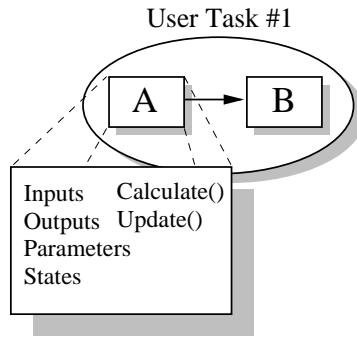 User Task #1
A
B
Inputs Calculate()
Outputs Update()
Parameters
States